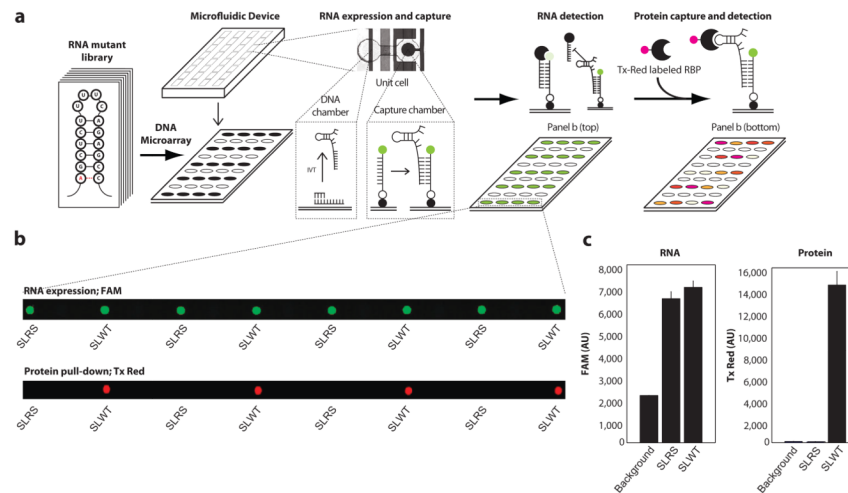 a
Microfluidic Device
RNA expression and capture
RNA detection
Protein capture and detection
RNA mutant
library
Unit cell
Tx-Red labeled RBP
DNA
Microarray
DNA
chamber
Capture chamber
IVT
Panel b (top)
Panel b (bottom)
U U
U C
U A
C G
U A
C G
G C
A C
b
RNA expression; FAM
SLRS SLWT SLRS SLWT SLRS SLWT SLRS SLWT
Protein pull-down; Tx Red
SLRS SLWT SLRS SLWT SLRS SLWT SLRS SLWT
c
RNA
FAM (AU)
8,000
7,000
6,000
5,000
4,000
3,000
2,000
1,000
0
Background SLRS SLWT
Protein
Tx Red (AU)
16,000
14,000
12,000
10,000
8,000
6,000
4,000
2,000
0
Background SLRS SLWT